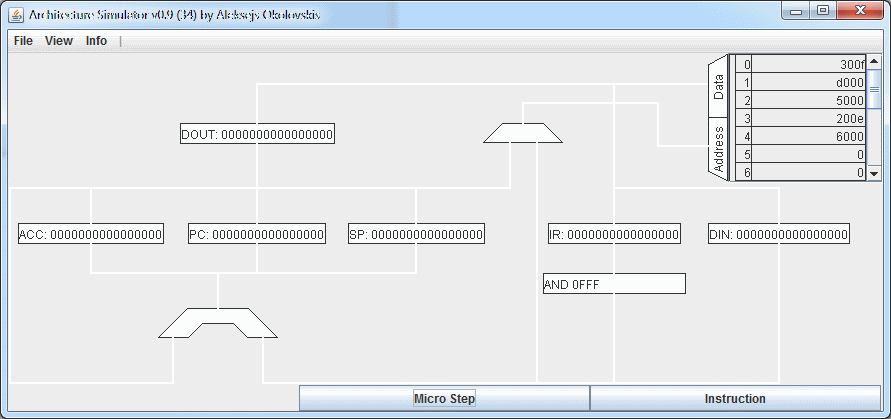 Architecture Simulator v0.9 (34) by Aleksejs Okolovskis
File View Info
0 300f
1 d000
2 5000
3 200e
4 6000
5 0
6 0
Data
Address
DOUT: 0000000000000000
ACC: 0000000000000000
PC: 0000000000000000
SP: 0000000000000000
IR: 0000000000000000
DIN: 0000000000000000
AND 0FFF
Micro Step
Instruction